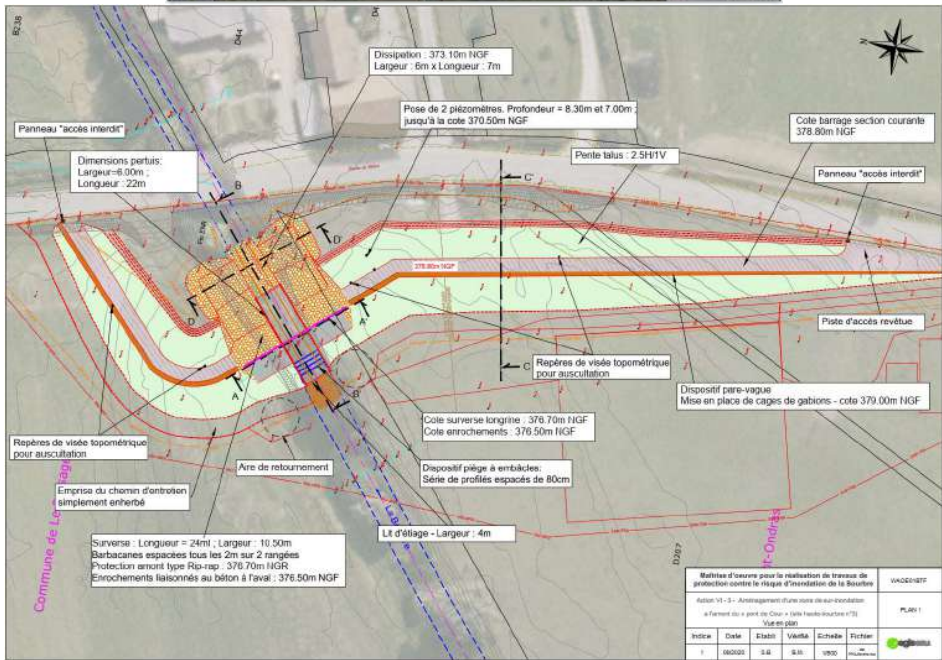 B238
D44
Dissipation : 373.10m NGF
Largeur : 6m x Longueur : 7m
Pose de 2 piézomètres. Profondeur = 8.30m et 7.00m ;
jusqu'à la cote 370.50m NGF
Cote barrage section courante
378.80m NGF
Panneau "accès interdit"
Dimensions pertuis:
Largeur=6.00m ;
Longueur : 22m
Pente talus : 2.5H/1V
Panneau "accès interdit"
B
C'
D'
378.80m NGF
D
A'
Piste d'accès revêtue
A
C
B'
Repères de visée topométrique
pour auscultation
Dispositif pare-vague
Mise en place de cages de gabions - cote 379.00m NGF
Cote surverse longrine : 376.70m NGF
Cote enrochements : 376.50m NGF
Repères de visée topométrique
pour auscultation
Aire de retournement
Dispositif piège à embâcles:
Série de profilés espacés de 80cm
Emprise du chemin d'entretien
simplement enherbé
Lit d'étiage - Largeur : 4m
Surverse : Longueur = 24ml ; Largeur : 10.50m
Barbacanes espacées tous les 2m sur 2 rangées
Protection amont type Rip-rap : 376.70m NGR
Enrochements liaisonnés au béton à l'aval : 376.50m NGF
Commune de Le
D207
t-Ondras
Maîtrise d'oeuvre pour la réalisation de travaux de
protection contre le risque d'inondation de la Bourbre
PLAN 1
Vue en plan
Indice
Date
Etabli
Vérifié
Echelle
Fichier
1
S.B
egis eau